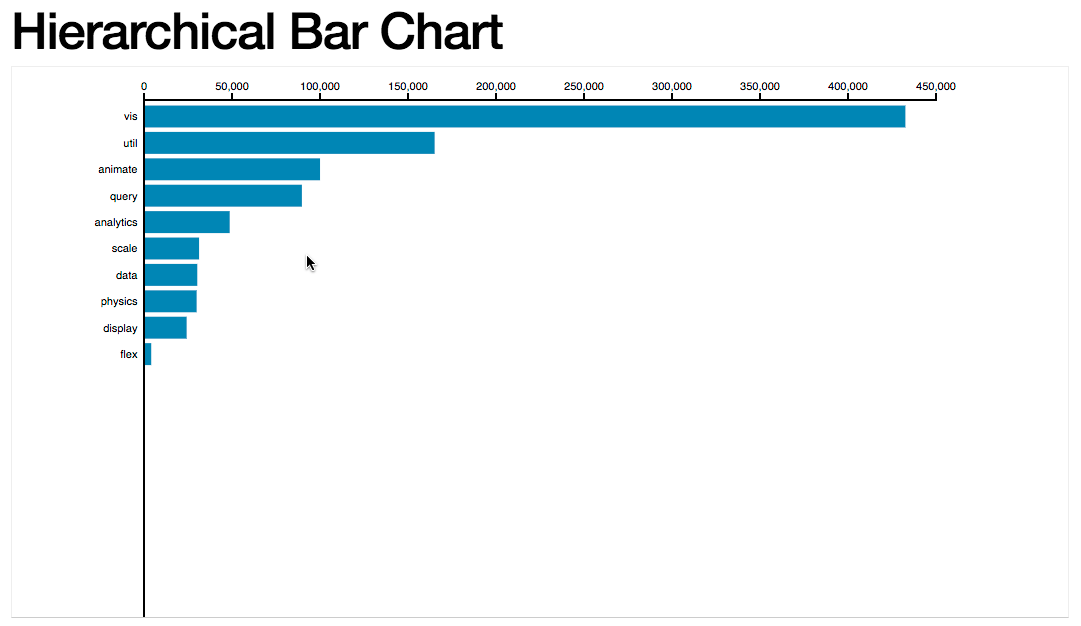 Hierarchical Bar Chart
0 50,000 100,000 150,000 200,000 250,000 300,000 350,000 400,000 450,000
vis
util
animate
query
analytics
scale
data
physics
display
flex